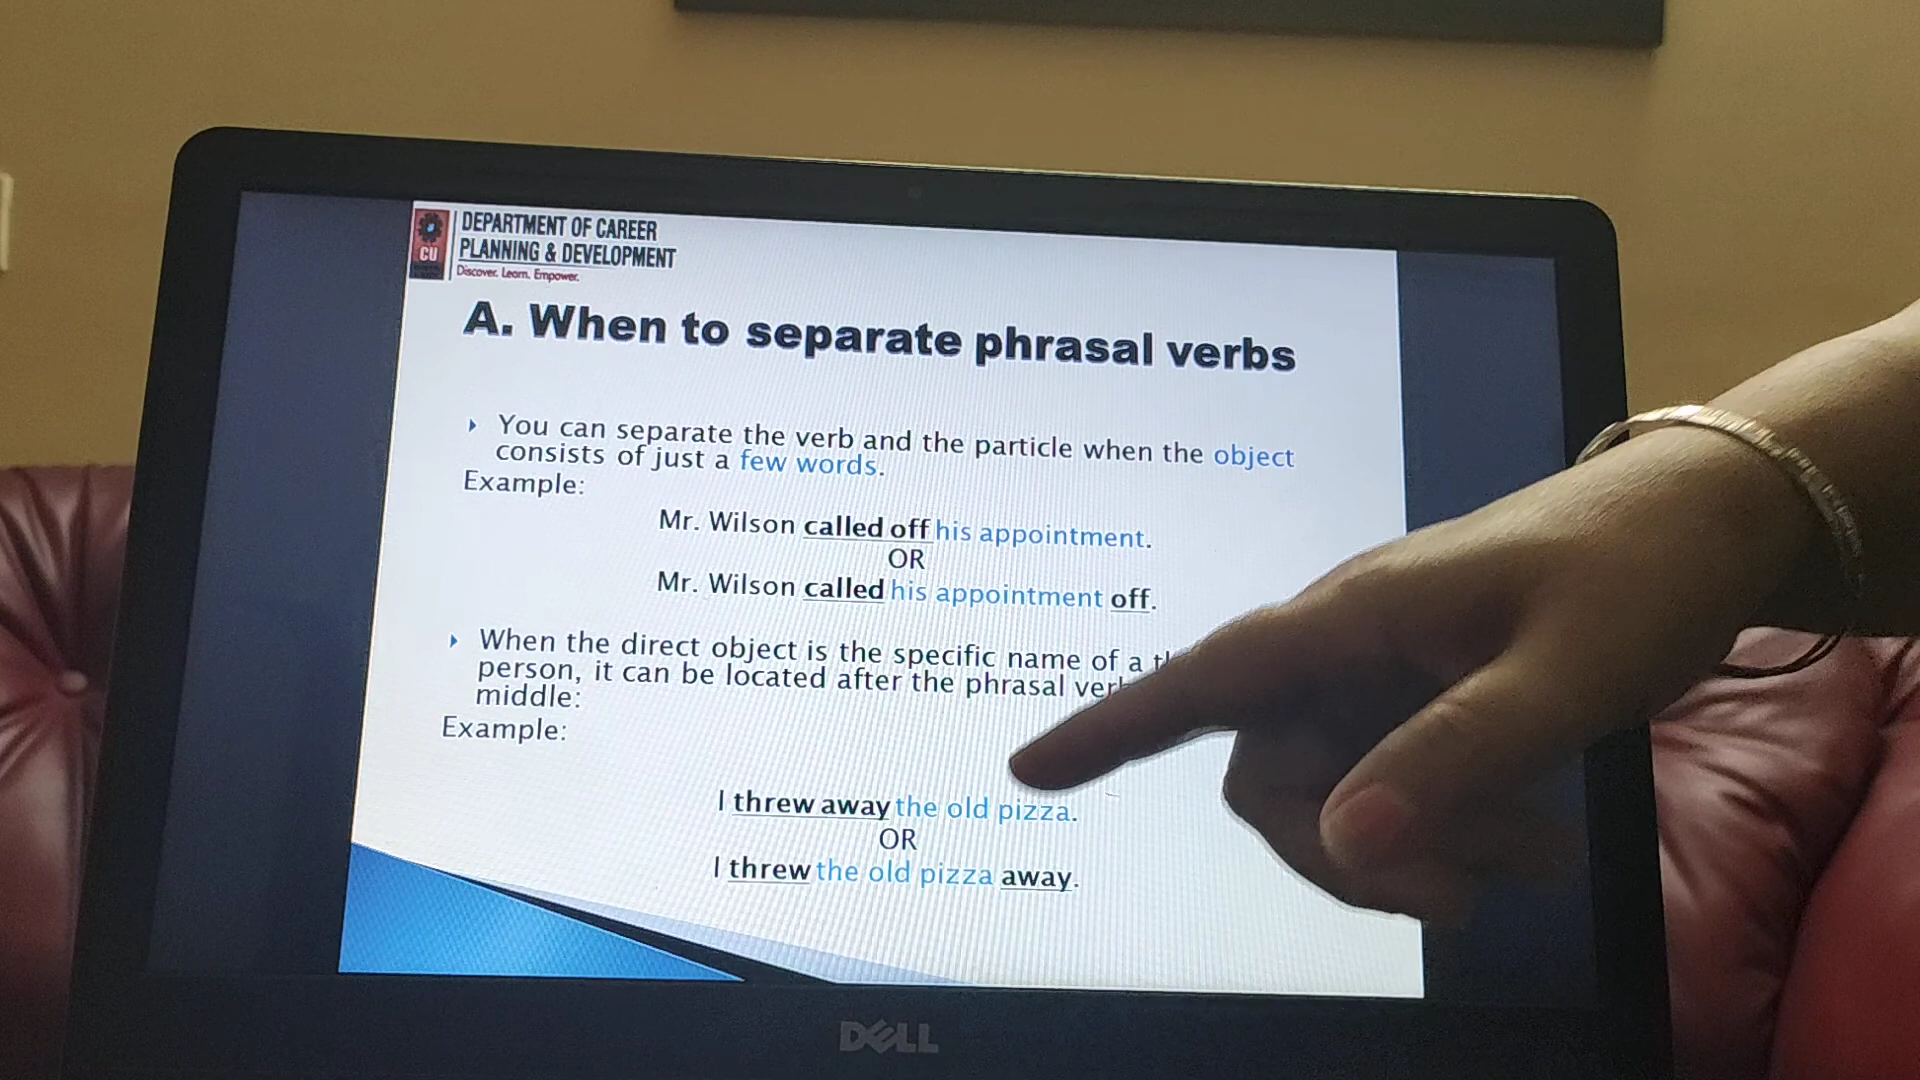 DEPARTMENT OF CAREER
PLANNING & DEVELOPMENT
CU
Discover. Learn. Empower.
A. When to separate phrasal verbs
You can separate the verb and the particle when the object
consists of just a few words.
Example:
Mr. Wilson called off his appointment.
OR
Mr. Wilson called his appointment off.
When the direct object is the specific name of a
person, it can be located after the phrasal
middle:
Example:
I threw away the old pizza.
OR
I threw the old pizza away.
DELL